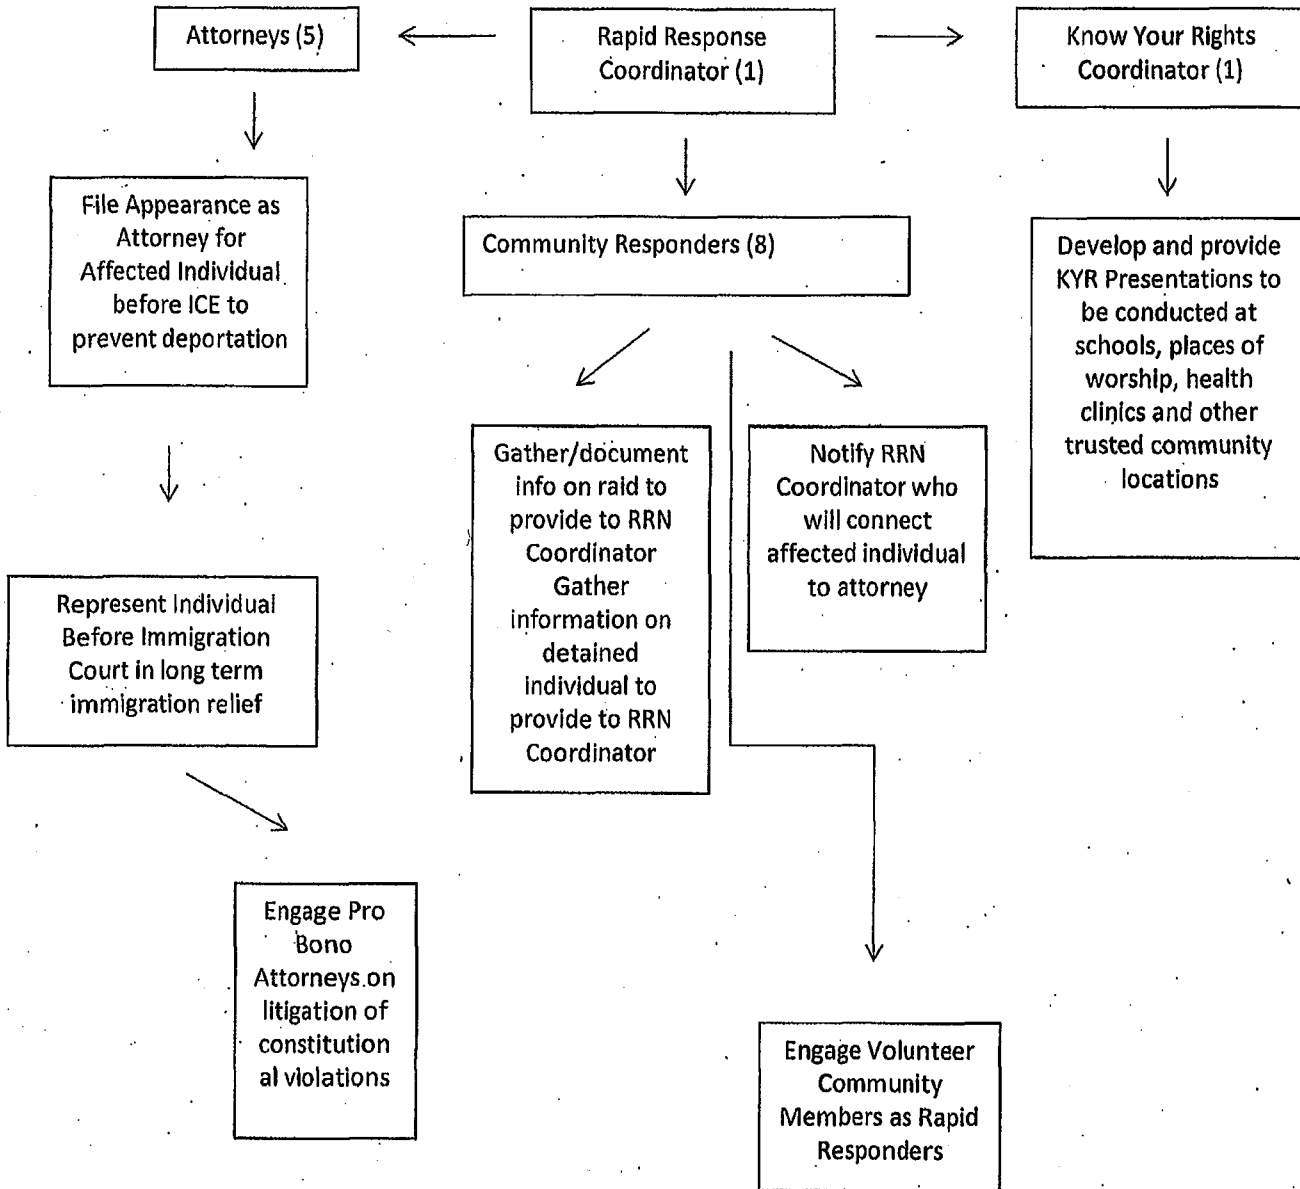 Attorneys (5)
Rapid Response
Coordinator (1)
Know Your Rights
Coordinator (1)
File Appearance as
Attorney for
Affected Individual
before ICE to
prevent deportation
Community Responders (8)
Develop and provide
KYR Presentations to
be conducted at
schools, places of
worship, health
clinics and other
trusted community
locations
Gather/document
info on raid to
provide to RRN
Coordinator
Gather
information on
detained
individual to
provide to RRN
Coordinator
Notify RRN
Coordinator who
will connect
affected individual
to attorney
Represent Individual
Before Immigration
Court in long term
immigration relief
Engage Pro
Bono
Attorneys on
litigation of
constitution
al violations
Engage Volunteer
Community
Members as Rapid
Responders